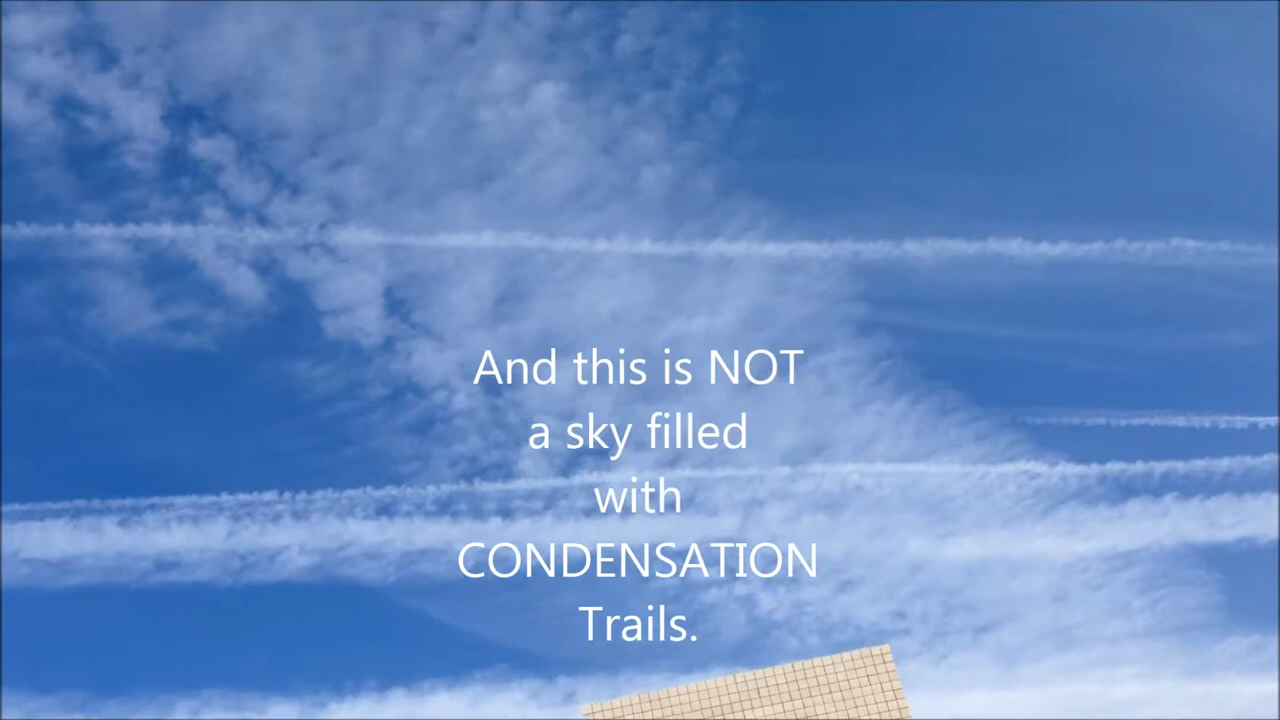 And this is NOT
a sky filled
with
CONDENSATION
Trails.